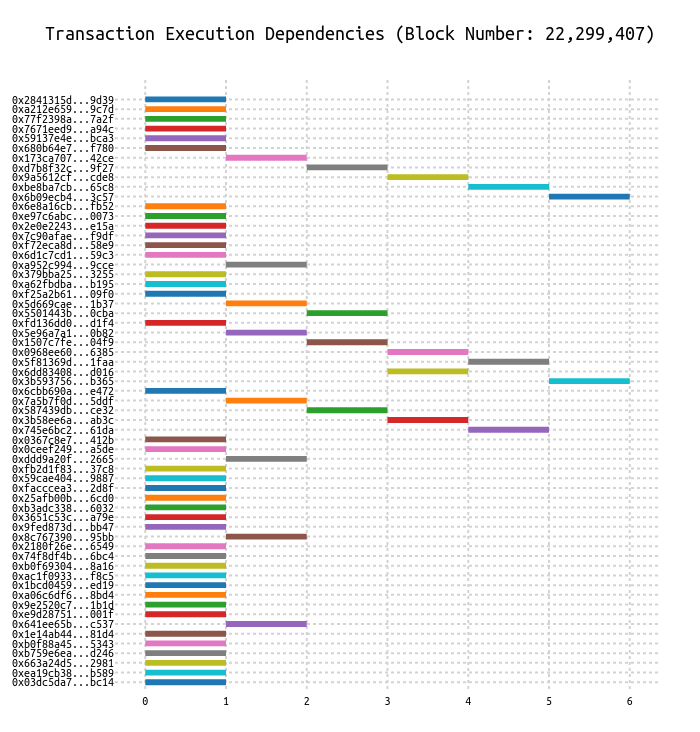 Transaction Execution Dependencies (Block Number: 22,299,407)
0x2841315d...9d39
0xa212e659...9c7d
0x77f2398a...7a2f
0x7671eed9...a94c
0x59137e4e...bca3
0x680b64e7...f780
0x173ca707...42ce
0xd7b8f32c...9f27
0x9a5612cf...cde8
0xbe8ba7cb...65c8
0x6b09ecb4...3c57
0x6e8a16cb...fb52
0xe97c6abc...0073
0x2e0e2243...e15a
0x7c90afae...f9df
0xf72eca8d...58e9
0x6d1c7cd1...59c3
0xa952c994...9cce
0x379bba25...3255
0xa62fbdba...b195
0xf25a2b61...09f0
0x5d669cae...1b37
0x5501443b...0cba
0xfd136dd0...d1f4
0x5e96a7a1...0b82
0x1507c7fe...04f9
0x0968ee60...6385
0x5f81369d...1faa
0x6dd83408...d016
0x3b593756...b365
0x6cbb690a...e472
0x7a5b7f0d...5ddf
0x587439db...ce32
0x3b58ee6a...ab3c
0x745e6bc2...61da
0x0367c8e7...412b
0x0ceef249...a5de
0xddd9a20f...2665
0xfb2d1f83...37c8
0x59cae404...9887
0xfacccea3...2d8f
0x25afb00b...6cd0
0xb3adc338...6032
0x3651c53c...a79e
0x9fed873d...bb47
0x8c767390...95bb
0x2180f26e...6549
0x74f8df4b...6bc4
0xb0f69304...8a16
0xac1f0933...f8c5
0x1bcd0459...ed19
0xa06c6df6...8bd4
0x9e2520c7...1b1d
0xe9d28751...001f
0x641ee65b...c537
0x1e14ab44...81d4
0xb0f88a45...5343
0xb759e6ea...d246
0x663a24d5...2981
0xea19cb38...b589
0x03dc5da7...bc14
0 1 2 3 4 5 6